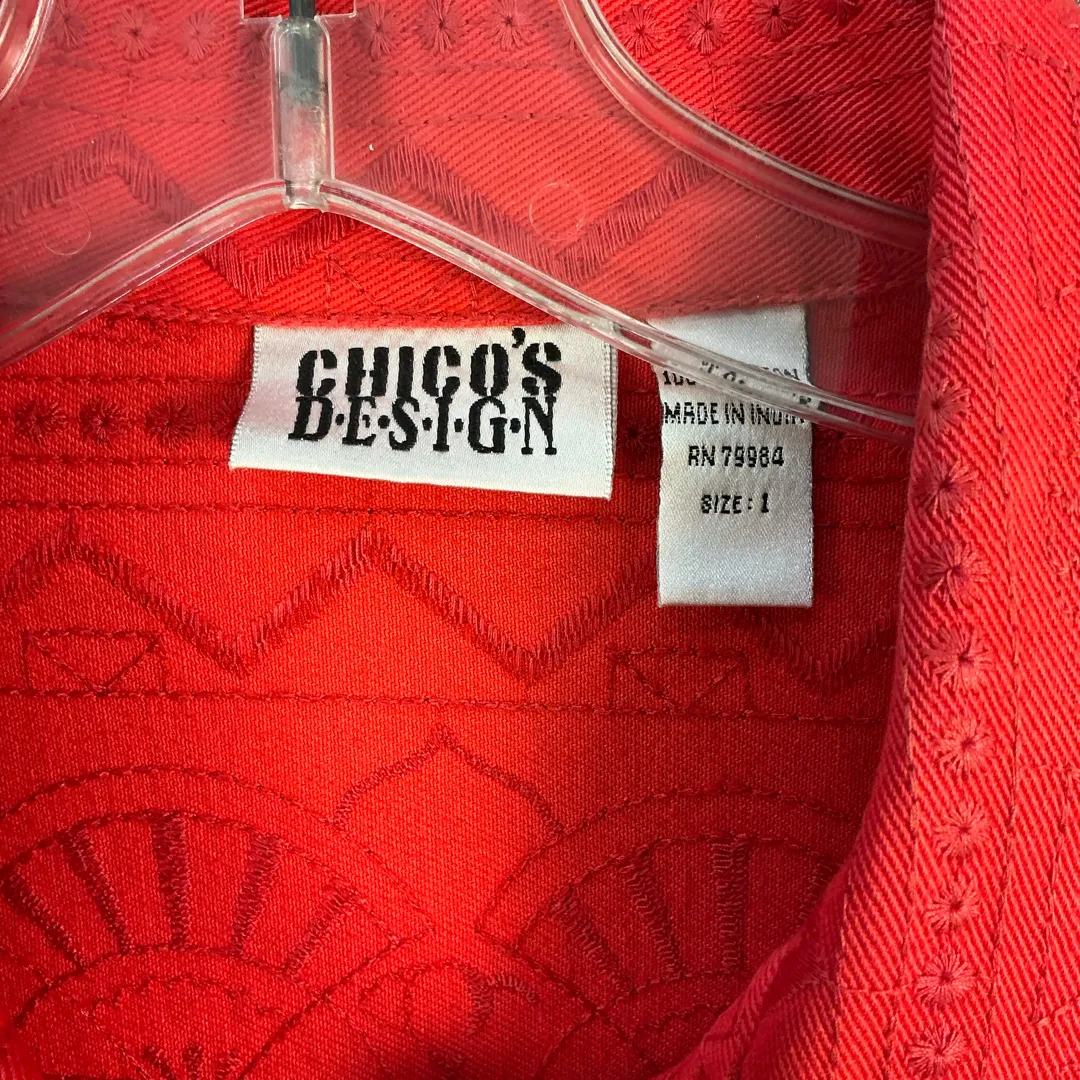 CHICO'S
D·E·S·I·G·N
MADE IN INDIA
RN 79984
SIZE: 1